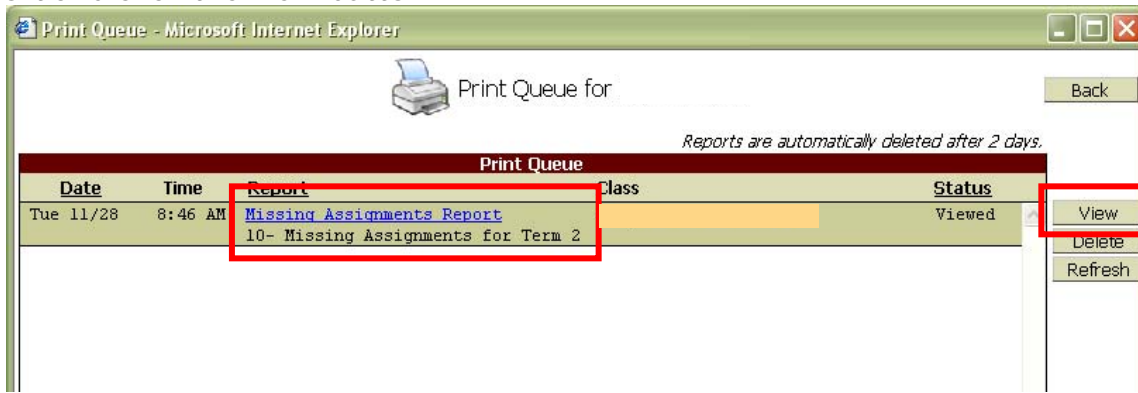 Print Queue - Microsoft Internet Explorer
Print Queue for
Back
Reports are automatically deleted after 2 days.
Print Queue
Date Time Report Class Status
Tue 11/28 8:46 AM Missing Assignments Report Viewed View
10- Missing Assignments for Term 2
Delete
Refresh